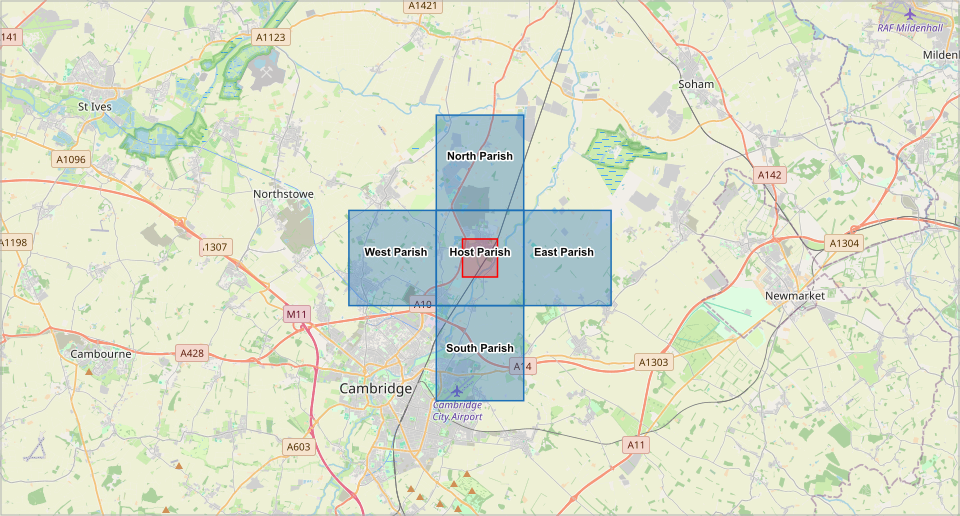 A1421
141
A1123
RAF Mildenhall
Mildenh
Soham
St Ives
North Parish
A1096
A142
Northstowe
A1198
1307
West Parish
Host Parish
East Parish
A1304
Newmarket
A10
M11
South Parish
Cambourne
A428
A14
A1303
Cambridge
Cambridge
City Airport
A603
A11